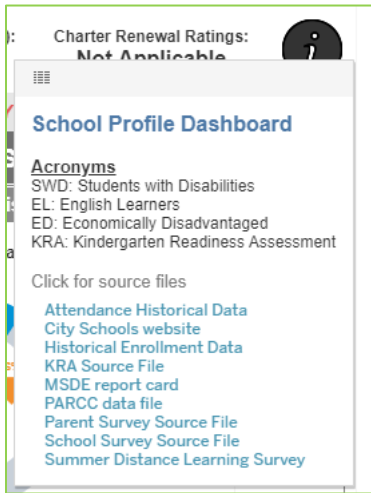 ): Charter Renewal Ratings:
Not Applicable
i
School Profile Dashboard
Acronyms
SWD: Students with Disabilities
EL: English Learners
ED: Economically Disadvantaged
KRA: Kindergarten Readiness Assessment
Click for source files
Attendance Historical Data
City Schools website
Historical Enrollment Data
KRA Source File
MSDE report card
PARCC data file
Parent Survey Source File
School Survey Source File
Summer Distance Learning Survey